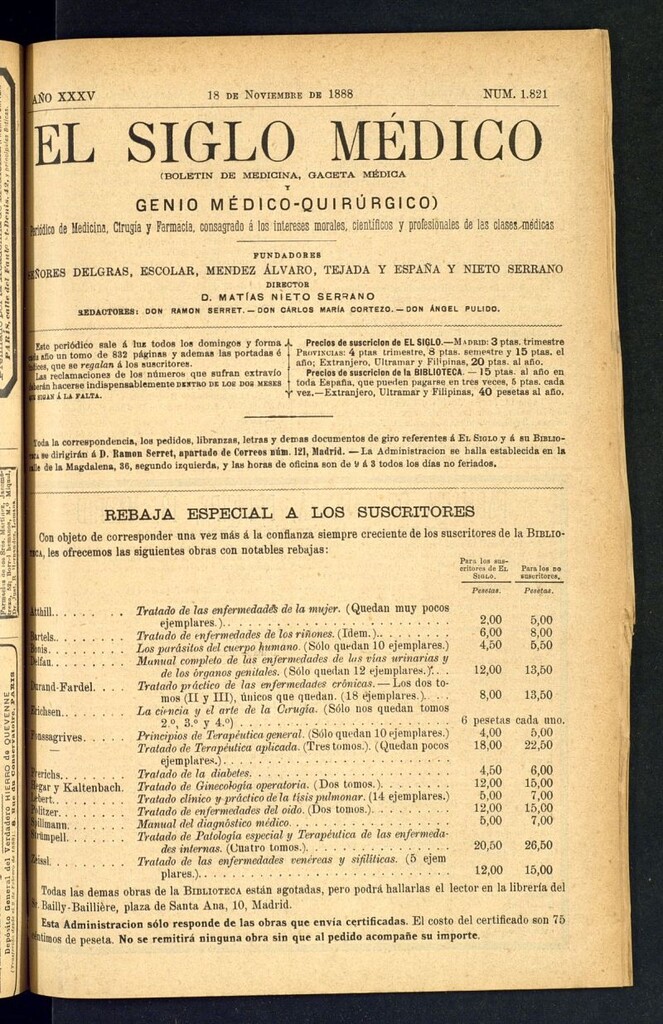 AÑO XXXV 18 DE NOVIEMBRE DE 1888 NUM. 1.821
EL SIGLO MÉDICO
(BOLETIN DE MEDICINA, GACETA MÉDICA
Y
GENIO MÉDICO-QUIRÚRGICO)
Periódico de Medicina, Cirugía y Farmacia, consagrado á los intereses morales, científicos y profesionales de las clases médicas
FUNDADORES
SEÑORES DELGRAS, ESCOLAR, MENDEZ ÁLVARO, TEJADA Y ESPAÑA Y NIETO SERRANO
DIRECTOR
D. MATÍAS NIETO SERRANO
REDACTORES: DON RAMON SERRET.—DON CÁRLOS MARÍA CORTEZO.—DON ÁNGEL PULIDO.
Este periódico sale á luz todos los domingos y forma
cada año un tomo de 832 páginas y ademas las portadas é
índices, que se regalan á los suscritores.
Las reclamaciones de los números que sufran extravío
deberán hacerse indispensablemente DENTRO DE LOS DOS MESES
QUE SIGAN Á LA FALTA.
Precios de suscricion de EL SIGLO.—MADRID: 3 ptas. trimestre
PROVINCIAS: 4 ptas trimestre, 8 ptas. semestre y 15 ptas. el
año; Extranjero, Ultramar y Filipinas, 20 ptas. al año.
Precios de suscricion de la BIBLIOTECA.—15 ptas. al año en
toda España, que pueden pagarse en tres veces, 5 ptas. cada
vez.—Extranjero, Ultramar y Filipinas, 40 pesetas al año.
Toda la correspondencia, los pedidos, libranzas, letras y demas documentos de giro referentes á EL SIGLO y á su BIBLIO-
TECA se dirigirán á D. Ramon Serret, apartado de Correos núm. 121, Madrid.—La Administracion se halla establecida en la
calle de la Magdalena, 36, segundo izquierda, y las horas de oficina son de 9 á 3 todos los dias no feriados.
REBAJA ESPECIAL A LOS SUSCRITORES
Con objeto de corresponder una vez más á la confianza siempre creciente de los suscritores de la BIBLIO-
TECA, les ofrecemos las siguientes obras con notables rebajas:
Para los sus-
critores de EL
SIGLO. Para los no
suscritores.
Pesetas. Pesetas.
Atthill. . . . . . . . Tratado de las enfermedades de la mujer. (Quedan muy pocos
ejemplares.) . . . . . . . . 2,00 5,00
Bartels. . . . . . . . Tratado de enfermedades de los riñones. (Idem.) . . . . . . 6,00 8,00
Bonis . . . . . . . . Los parásitos del cuerpo humano. (Sólo quedan 10 ejemplares.) 4,50 5,50
Delfau. . . . . . . . Manual completo de las enfermedades de las vias urinarias y
de los órganos genitales. (Sólo quedan 12 ejemplares.) . . . 12,00 13,50
Durand-Fardel. . . . Tratado práctico de las enfermedades crónicas.—Los dos to-
mos (II y III), únicos que quedan. (18 ejemplares.). . . . 8,00 13,50
Erichsen. . . . . . . La ciencia y el arte de la Cirugía. (Sólo nos quedan tomos
2.º, 3.º y 4.º) . . . . . . . . 6 pesetas cada uno.
Fonssagrives. . . . . Principios de Terapéutica general. (Sólo quedan 10 ejemplares) 4,00 5,00
— Tratado de Terapéutica aplicada. (Tres tomos.). (Quedan pocos 18,00 22,50
ejemplares.) . . . . . . . .
Frerichs. . . . . . . Tratado de la diabetes. . . . . . . . 4,50 6,00
Hegar y Kaltenbach. Tratado de Ginecología operatoria. (Dos tomos.). . . . . 12,00 15,00
Lebert. . . . . . . . Tratado clínico y práctico de la tísis pulmonar. (14 ejemplares.) 5,00 7,00
Politzer. . . . . . . Tratado de enfermedades del oido. (Dos tomos.). . . . . . 12,00 15,00
Spillmann. . . . . . Manual del diagnóstico médico. . . . . . . . 5,00 7,00
Strümpell. . . . . . Tratado de Patología especial y Terapéutica de las enfermeda-
des internas. (Cuatro tomos.). . . . . . . 20,50 26,50
Zeissl. . . . . . . . Tratado de las enfermedades venéreas y sifilíticas. (5 ejem
plares.). . . . . . . . 12,00 15,00
Todas las demas obras de la BIBLIOTECA están agotadas, pero podrá hallarlas el lector en la librería del
Sr. Bailly-Baillière, plaza de Santa Ana, 10, Madrid.
Esta Administracion sólo responde de las obras que envía certificadas. El costo del certificado son 75
céntimos de peseta. No se remitirá ninguna obra sin que al pedido acompañe su importe.
Depósito General del Verdadero HIERRO de QUEVENNE